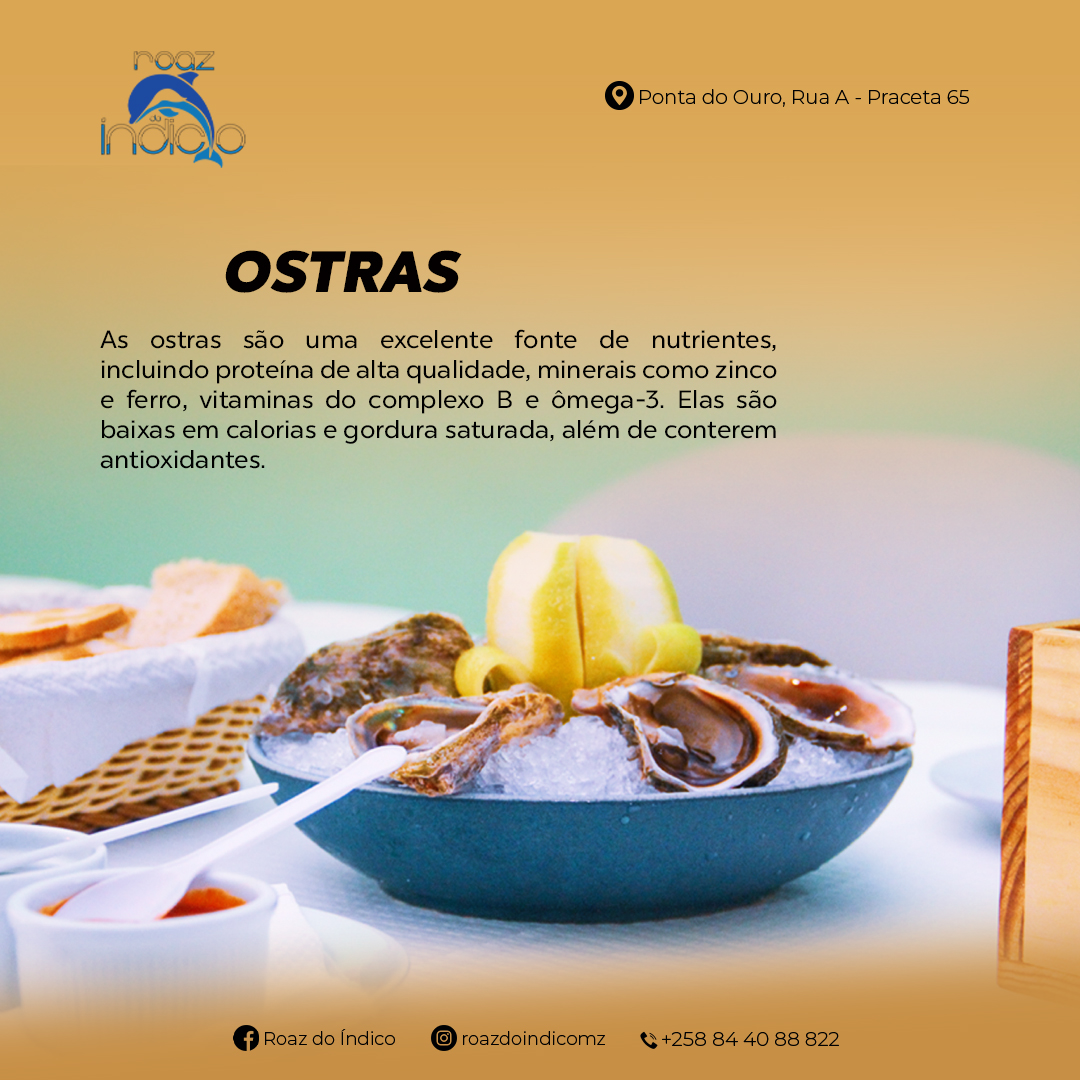 roaz
do
índico
Ponta do Ouro, Rua A - Praceta 65
OSTRAS
As ostras são uma excelente fonte de nutrientes,
incluindo proteína de alta qualidade, minerais como zinco
e ferro, vitaminas do complexo B e ômega-3. Elas são
baixas em calorias e gordura saturada, além de conterem
antioxidantes.
Roaz do Índico
roazdoindicomz
+258 84 40 88 822